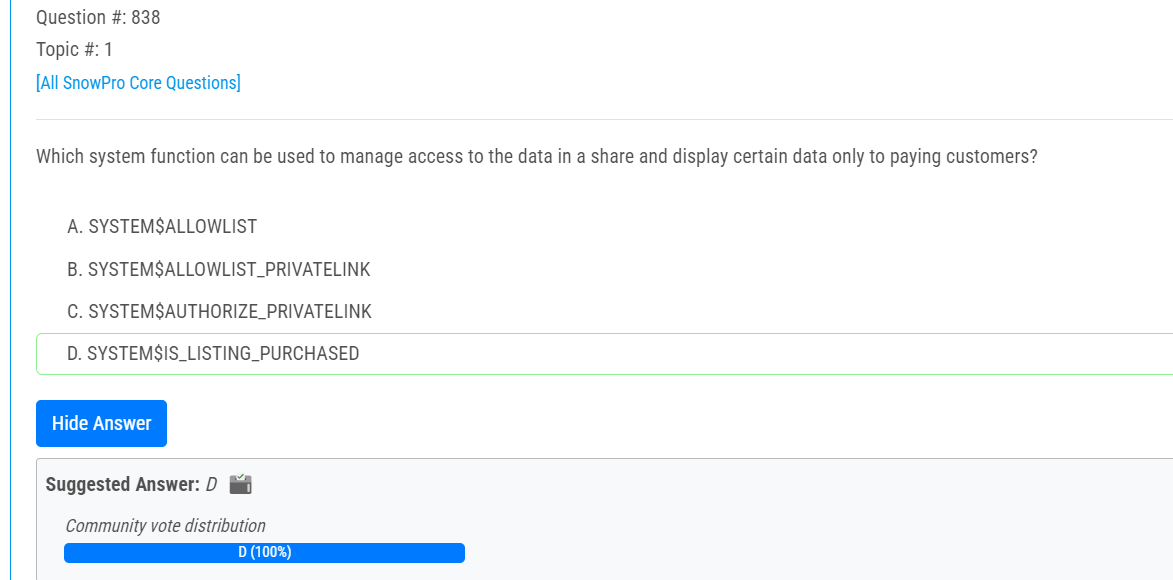 Question #: 838
Topic #: 1
[All SnowPro Core Questions]
Which system function can be used to manage access to the data in a share and display certain data only to paying customers?
A. SYSTEM$ALLOWLIST
B. SYSTEM$ALLOWLIST_PRIVATELINK
C. SYSTEM$AUTHORIZE_PRIVATELINK
D. SYSTEM$IS_LISTING_PURCHASED
Hide Answer
Suggested Answer: D
Community vote distribution
D (100%)